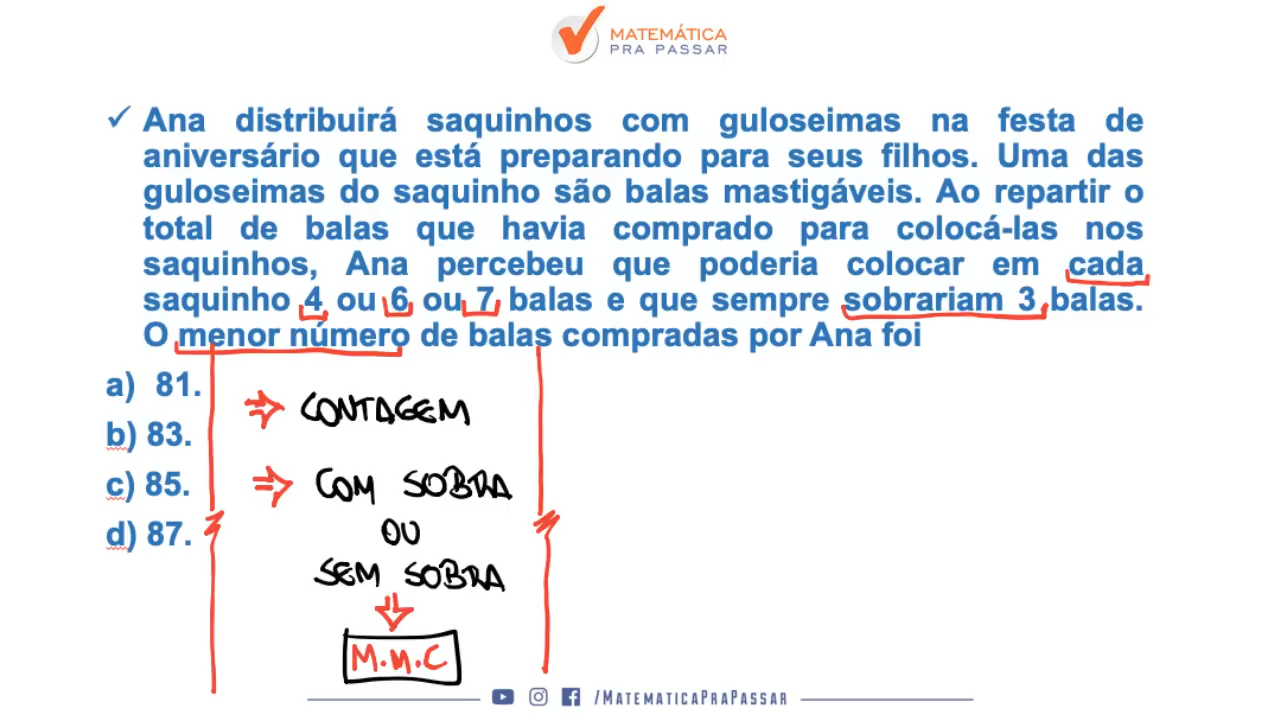 MATEMÁTICA
PRA PASSAR
✓ Ana distribuirá saquinhos com guloseimas na festa de
aniversário que está preparando para seus filhos. Uma das
guloseimas do saquinho são balas mastigáveis. Ao repartir o
total de balas que havia comprado para colocá-las nos
saquinhos, Ana percebeu que poderia colocar em cada
saquinho 4 ou 6 ou 7 balas e que sempre sobrariam 3 balas.
O menor número de balas compradas por Ana foi
a) 81.
b) 83.
c) 85.
d) 87.
⇒ CONTAGEM
⇒ COM SOBRA
OU
SEM SOBRA
M.M.C
/MATEMATICAPRAPASSAR